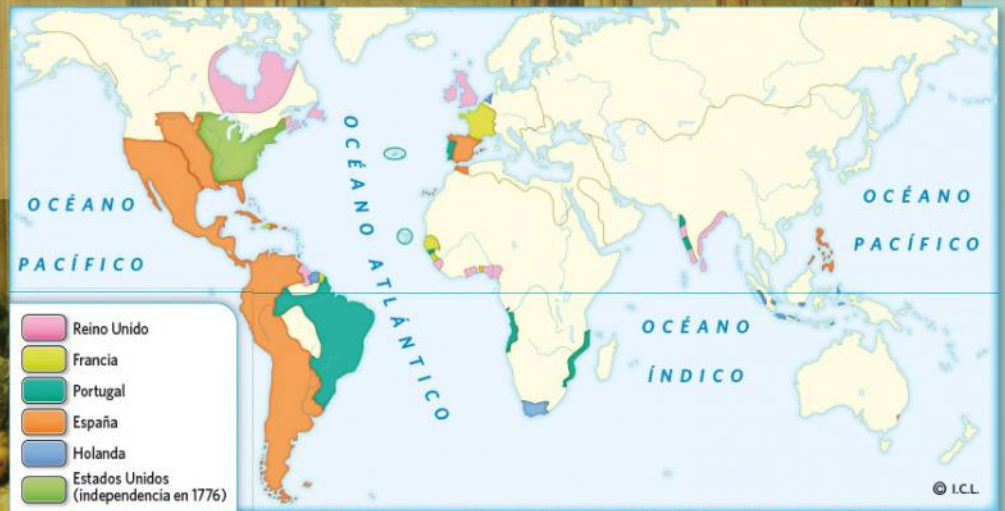 OCÉANO
PACÍFICO
OCÉANO ATLÁNTICO
OCÉANO
PACÍFICO
OCÉANO
ÍNDICO
Reino Unido
Francia
Portugal
España
Holanda
Estados Unidos
(independencia en 1776)
© I.C.L.